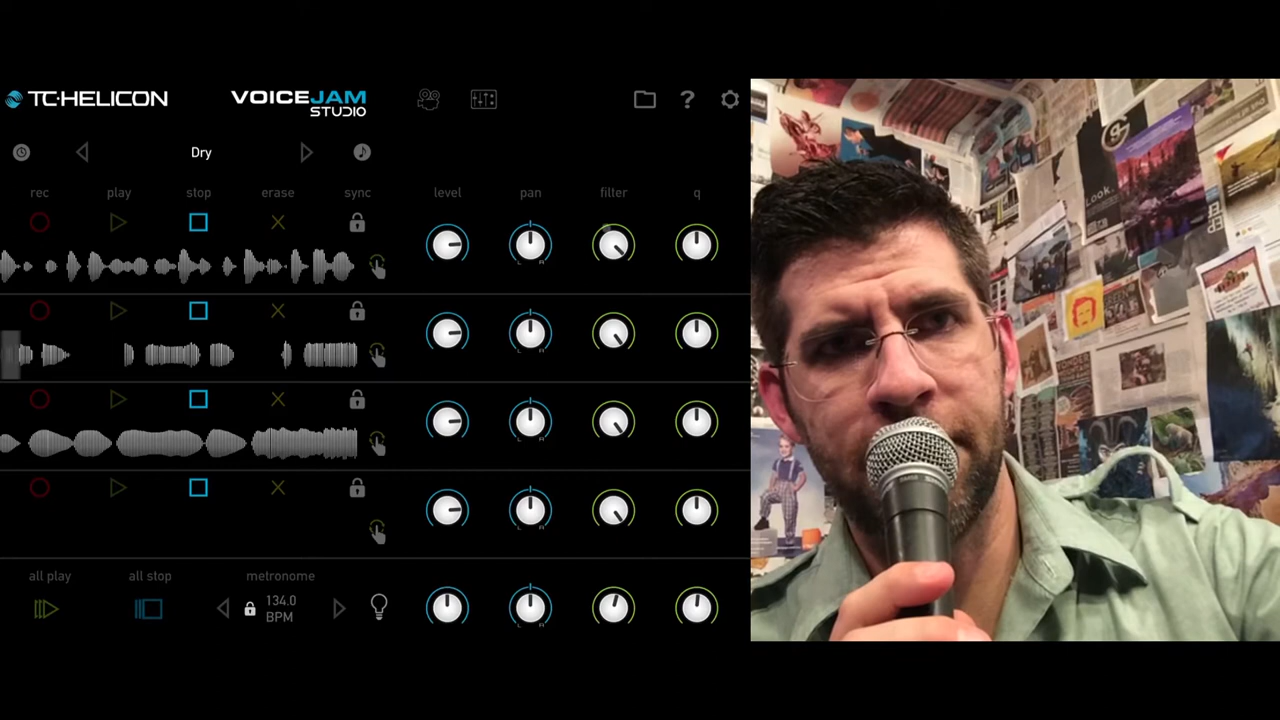 TC·HELICON
VOICEJAM
STUDIO
Dry
rec play stop erase sync level pan filter q
all play all stop metronome
134.0
BPM
Look.